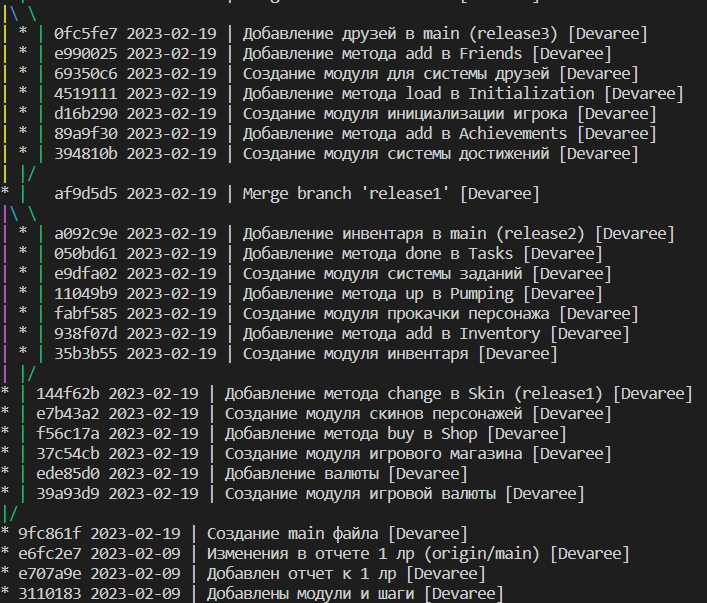 |\ \
| * | 0fc5fe7 2023-02-19 | Добавление друзей в main (release3) [Devaree]
| * | e990025 2023-02-19 | Добавление метода add в Friends [Devaree]
| * | 69350c6 2023-02-19 | Создание модуля для системы друзей [Devaree]
| * | 4519111 2023-02-19 | Добавление метода load в Initialization [Devaree]
| * | d16b290 2023-02-19 | Создание модуля инициализации игрока [Devaree]
| * | 89a9f30 2023-02-19 | Добавление метода add в Achievements [Devaree]
| * | 394810b 2023-02-19 | Создание модуля системы достижений [Devaree]
| |/
* |   af9d5d5 2023-02-19 | Merge branch 'release1' [Devaree]
|\ \
| * | a092c9e 2023-02-19 | Добавление инвентаря в main (release2) [Devaree]
| * | 050bd61 2023-02-19 | Добавление метода done в Tasks [Devaree]
| * | e9dfa02 2023-02-19 | Создание модуля системы заданий [Devaree]
| * | 11049b9 2023-02-19 | Добавление метода up в Pumping [Devaree]
| * | fabf585 2023-02-19 | Создание модуля прокачки персонажа [Devaree]
| * | 938f07d 2023-02-19 | Добавление метода add в Inventory [Devaree]
| * | 35b3b55 2023-02-19 | Создание модуля инвентаря [Devaree]
| |/
* | 144f62b 2023-02-19 | Добавление метода change в Skin (release1) [Devaree]
* | e7b43a2 2023-02-19 | Создание модуля скинов персонажей [Devaree]
* | f56c17a 2023-02-19 | Добавление метода buy в Shop [Devaree]
* | 37c54cb 2023-02-19 | Создание модуля игрового магазина [Devaree]
* | ede85d0 2023-02-19 | Добавление валюты [Devaree]
* | 39a93d9 2023-02-19 | Создание модуля игровой валюты [Devaree]
|/
* 9fc861f 2023-02-19 | Создание main файла [Devaree]
* e6fc2e7 2023-02-09 | Изменения в отчете 1 лр (origin/main) [Devaree]
* e707a9e 2023-02-09 | Добавлен отчет к 1 лр [Devaree]
* 3110183 2023-02-09 | Добавлены модули и шаги [Devaree]